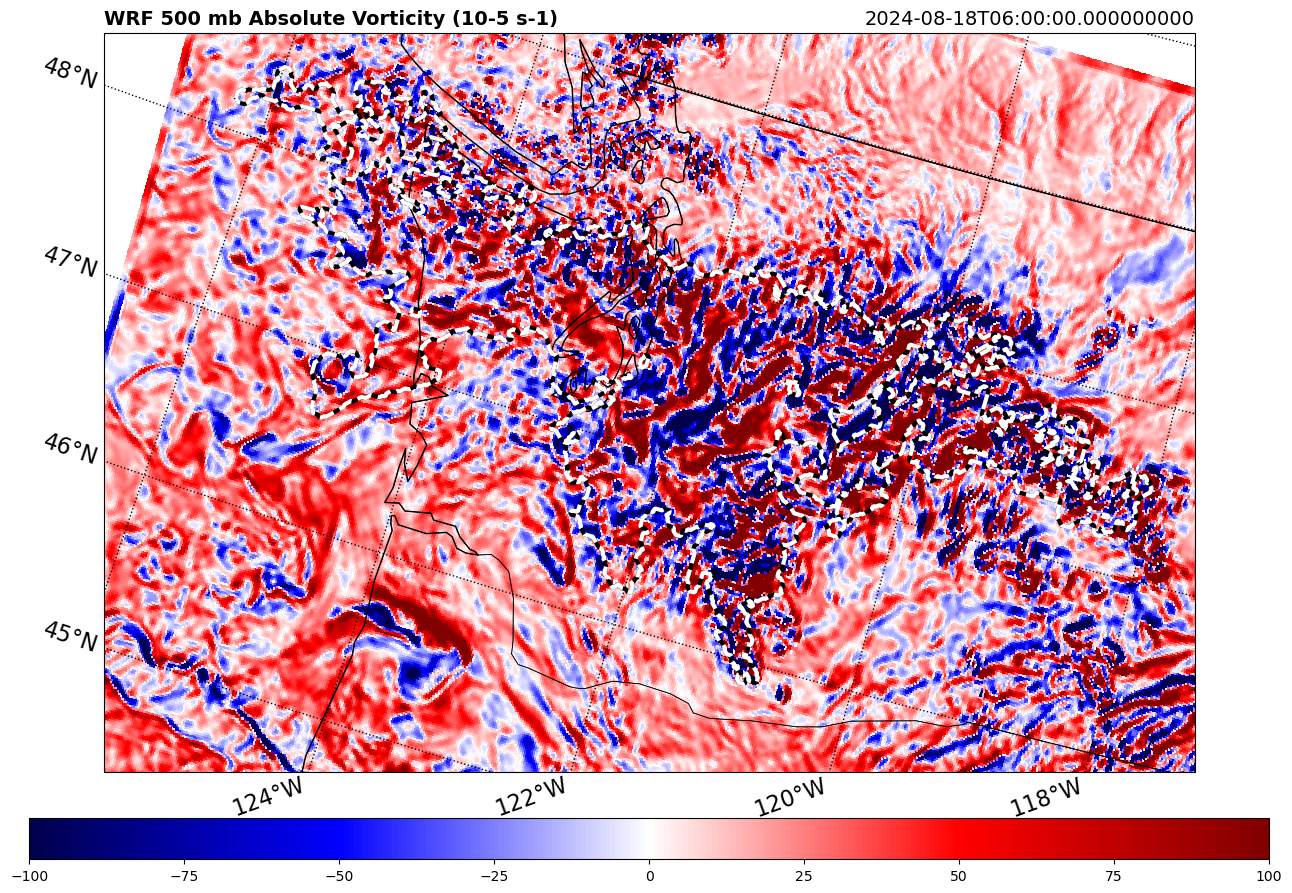 WRF 500 mb Absolute Vorticity (10-5 s-1)
2024-08-18T06:00:00.000000000
48°N
47°N
46°N
45°N
124°W
122°W
120°W
118°W
−100
−75
−50
−25
0
25
50
75
100